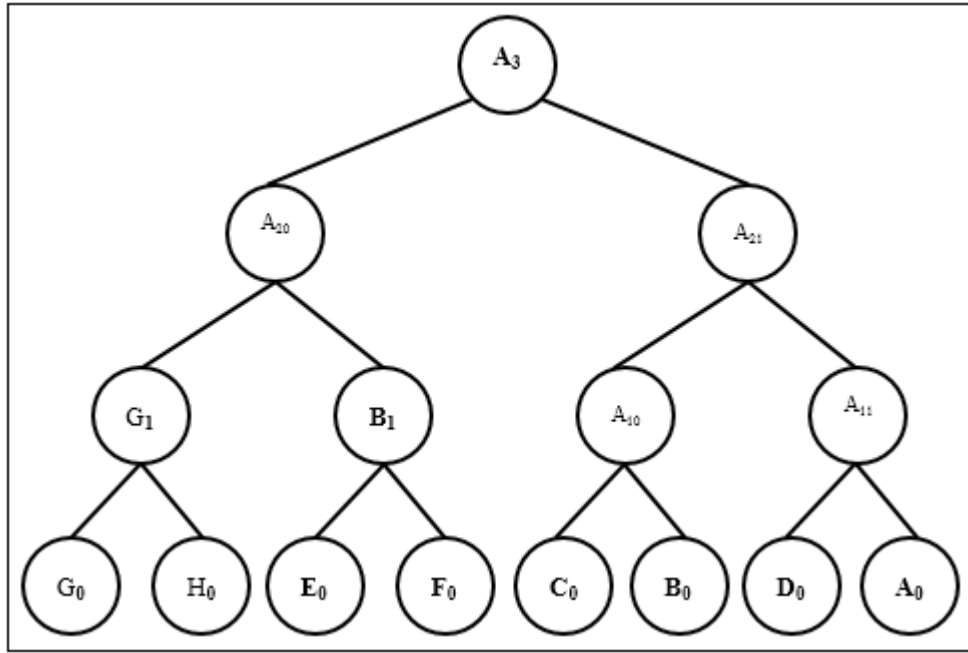 A₃
A₂₀ A₂₁
G₁ B₁ A₁₀ A₁₁
G₀ H₀ E₀ F₀ C₀ B₀ D₀ A₀